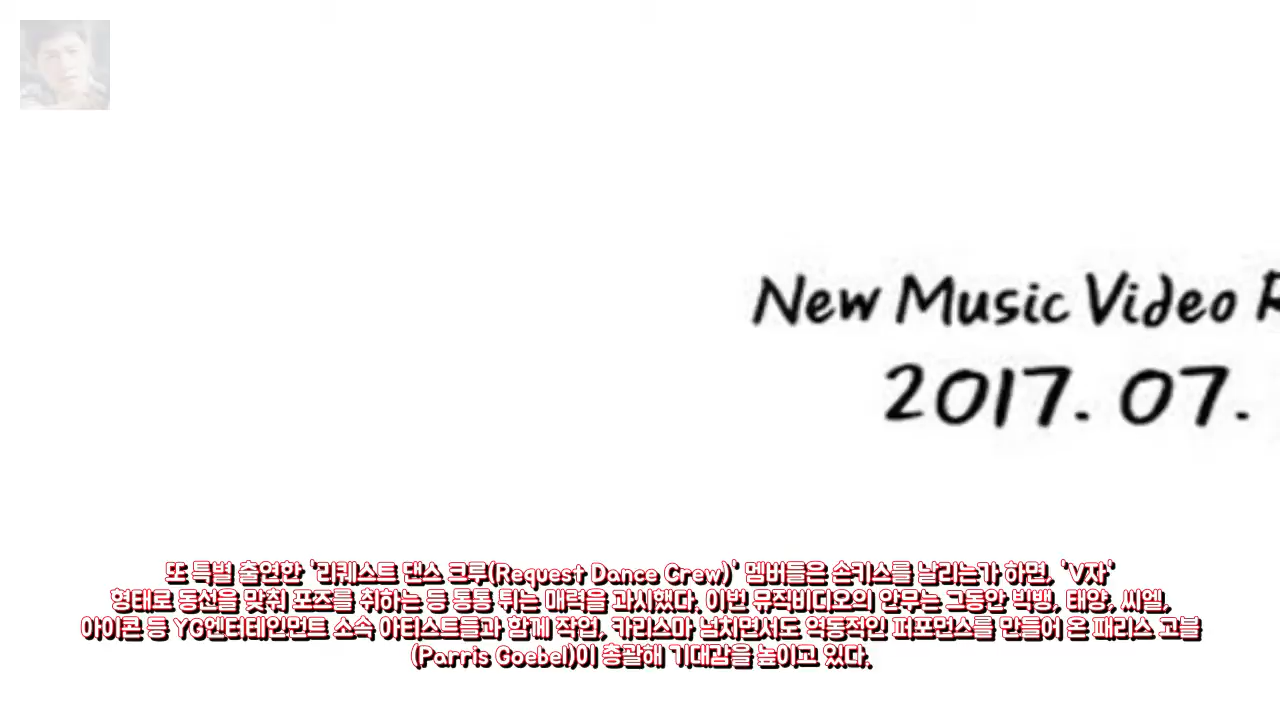 New Music Video
2017. 07.
또 특별 출연한 '리퀘스트 댄스 크루(Request Dance Crew)' 멤버들은 손키스를 날리는가 하면, 'V자'
형태로 동선을 맞춰 포즈를 취하는 등 통통 튀는 매력을 과시했다. 이번 뮤직비디오의 안무는 그동안 빅뱅, 태양, 씨엘,
아이콘 등 YG엔터테인먼트 소속 아티스트들과 함께 작업, 카리스마 넘치면서도 역동적인 퍼포먼스를 만들어 온 패리스 고블
(Parris Goebel)이 총괄해 기대감을 높이고 있다.